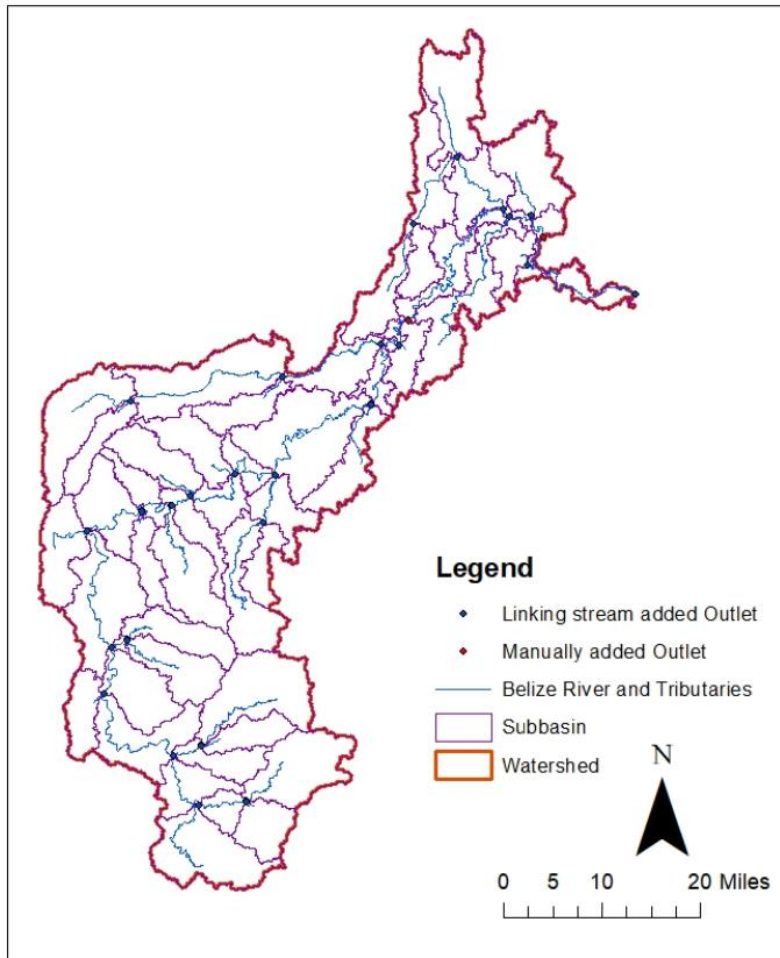 Legend
Linking stream added Outlet
Manually added Outlet
Belize River and Tributaries
Subbasin
Watershed
N
0 5 10 20 Miles